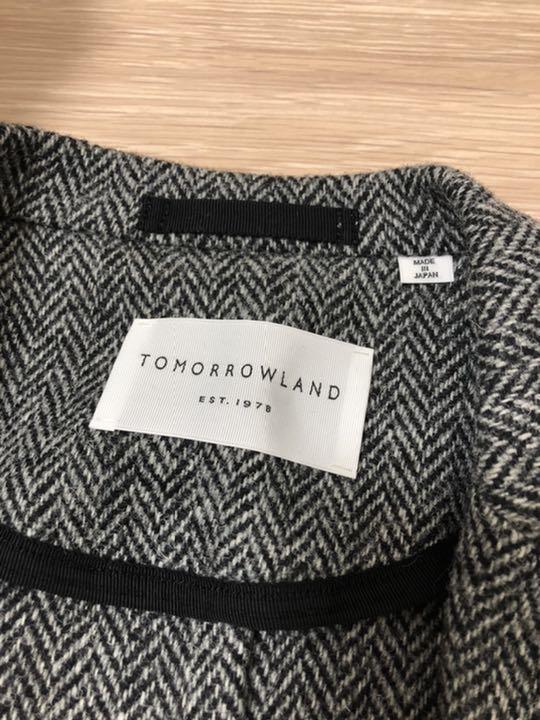 MADE
IN
JAPAN
TOMORROWLAND
EST. 1978